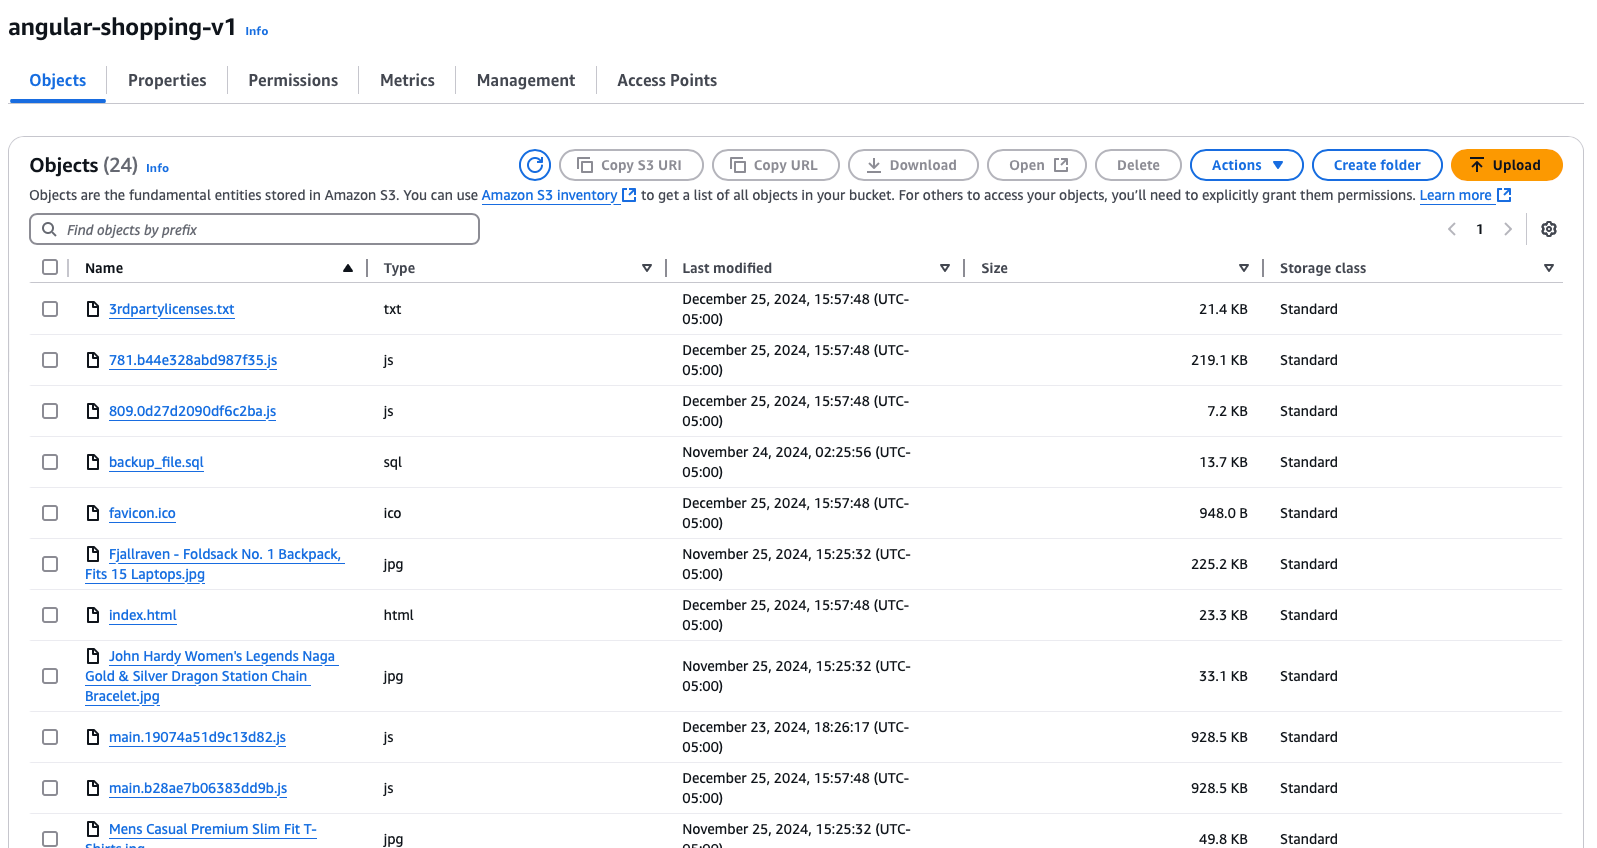 angular-shopping-v1 Info
Objects Properties Permissions Metrics Management Access Points
Objects (24) Info Copy S3 URI Copy URL Download Open Delete Actions Create folder Upload
Objects are the fundamental entities stored in Amazon S3. You can use Amazon S3 inventory to get a list of all objects in your bucket. For others to access your objects, you’ll need to explicitly grant them permissions. Learn more
Find objects by prefix 1
Name Type Last modified Size Storage class
3rdpartylicenses.txt txt December 25, 2024, 15:57:48 (UTC-
05:00) 21.4 KB Standard
781.b44e328abd987f35.js js December 25, 2024, 15:57:48 (UTC-
05:00) 219.1 KB Standard
809.0d27d2090df6c2ba.js js December 25, 2024, 15:57:48 (UTC-
05:00) 7.2 KB Standard
backup_file.sql sql November 24, 2024, 02:25:56 (UTC-
05:00) 13.7 KB Standard
favicon.ico ico December 25, 2024, 15:57:48 (UTC-
05:00) 948.0 B Standard
Fjallraven - Foldsack No. 1 Backpack,
Fits 15 Laptops.jpg jpg November 25, 2024, 15:25:32 (UTC-
05:00) 225.2 KB Standard
index.html html December 25, 2024, 15:57:48 (UTC-
05:00) 23.3 KB Standard
John Hardy Women's Legends Naga
Gold & Silver Dragon Station Chain
Bracelet.jpg jpg November 25, 2024, 15:25:32 (UTC-
05:00) 33.1 KB Standard
main.19074a51d9c13d82.js js December 23, 2024, 18:26:17 (UTC-
05:00) 928.5 KB Standard
main.b28ae7b06383dd9b.js js December 25, 2024, 15:57:48 (UTC-
05:00) 928.5 KB Standard
Mens Casual Premium Slim Fit T-
Shirts.jpg jpg November 25, 2024, 15:25:32 (UTC-
05:00) 49.8 KB Standard